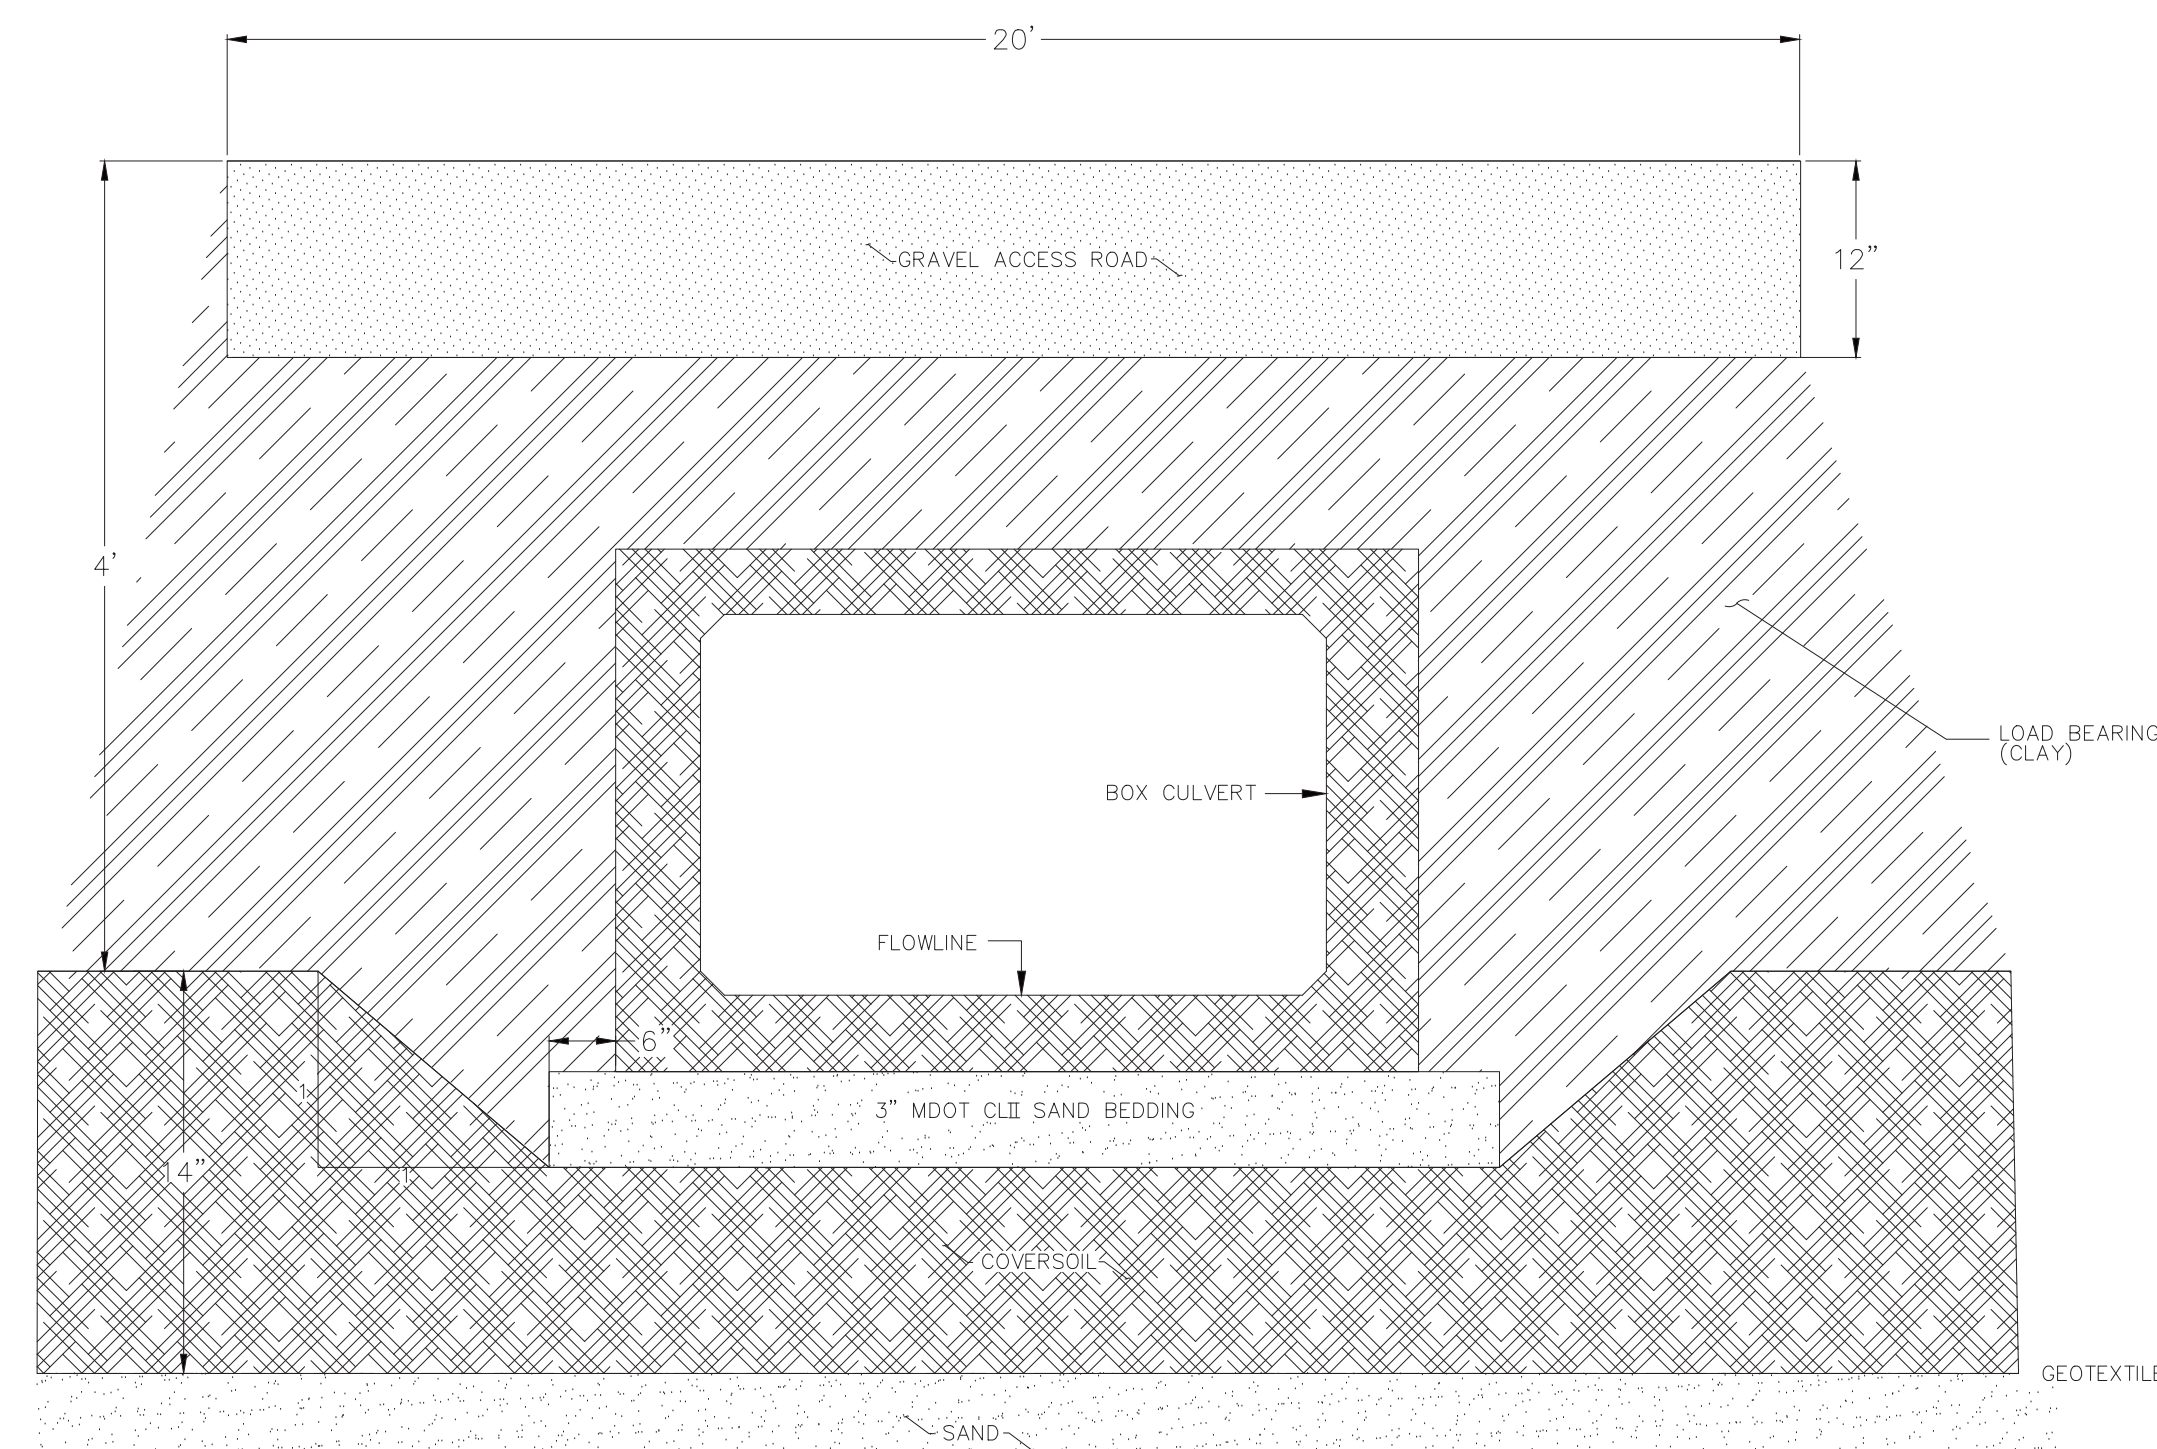 20'
GRAVEL ACCESS ROAD
12"
4'
LOAD BEARING
(CLAY)
BOX CULVERT
FLOWLINE
6"
3" MDOT CLII SAND BEDDING
1
14"
1
COVERSOIL
GEOTEXTILE
SAND